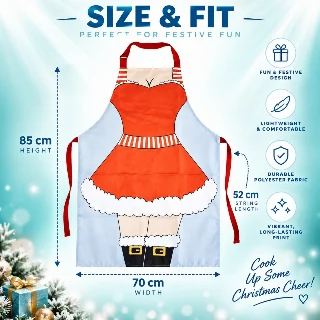 SIZE & FIT
PERFECT FOR FESTIVE FUN
FUN & FESTIVE
DESIGN
85 cm
HEIGHT
LIGHTWEIGHT
& COMFORTABLE
DURABLE
POLYESTER FABRIC
52 cm
STRING
LENGTH
VIBRANT,
LONG-LASTING
PRINT
70 cm
WIDTH
Cook
Up Some
Christmas Cheer!